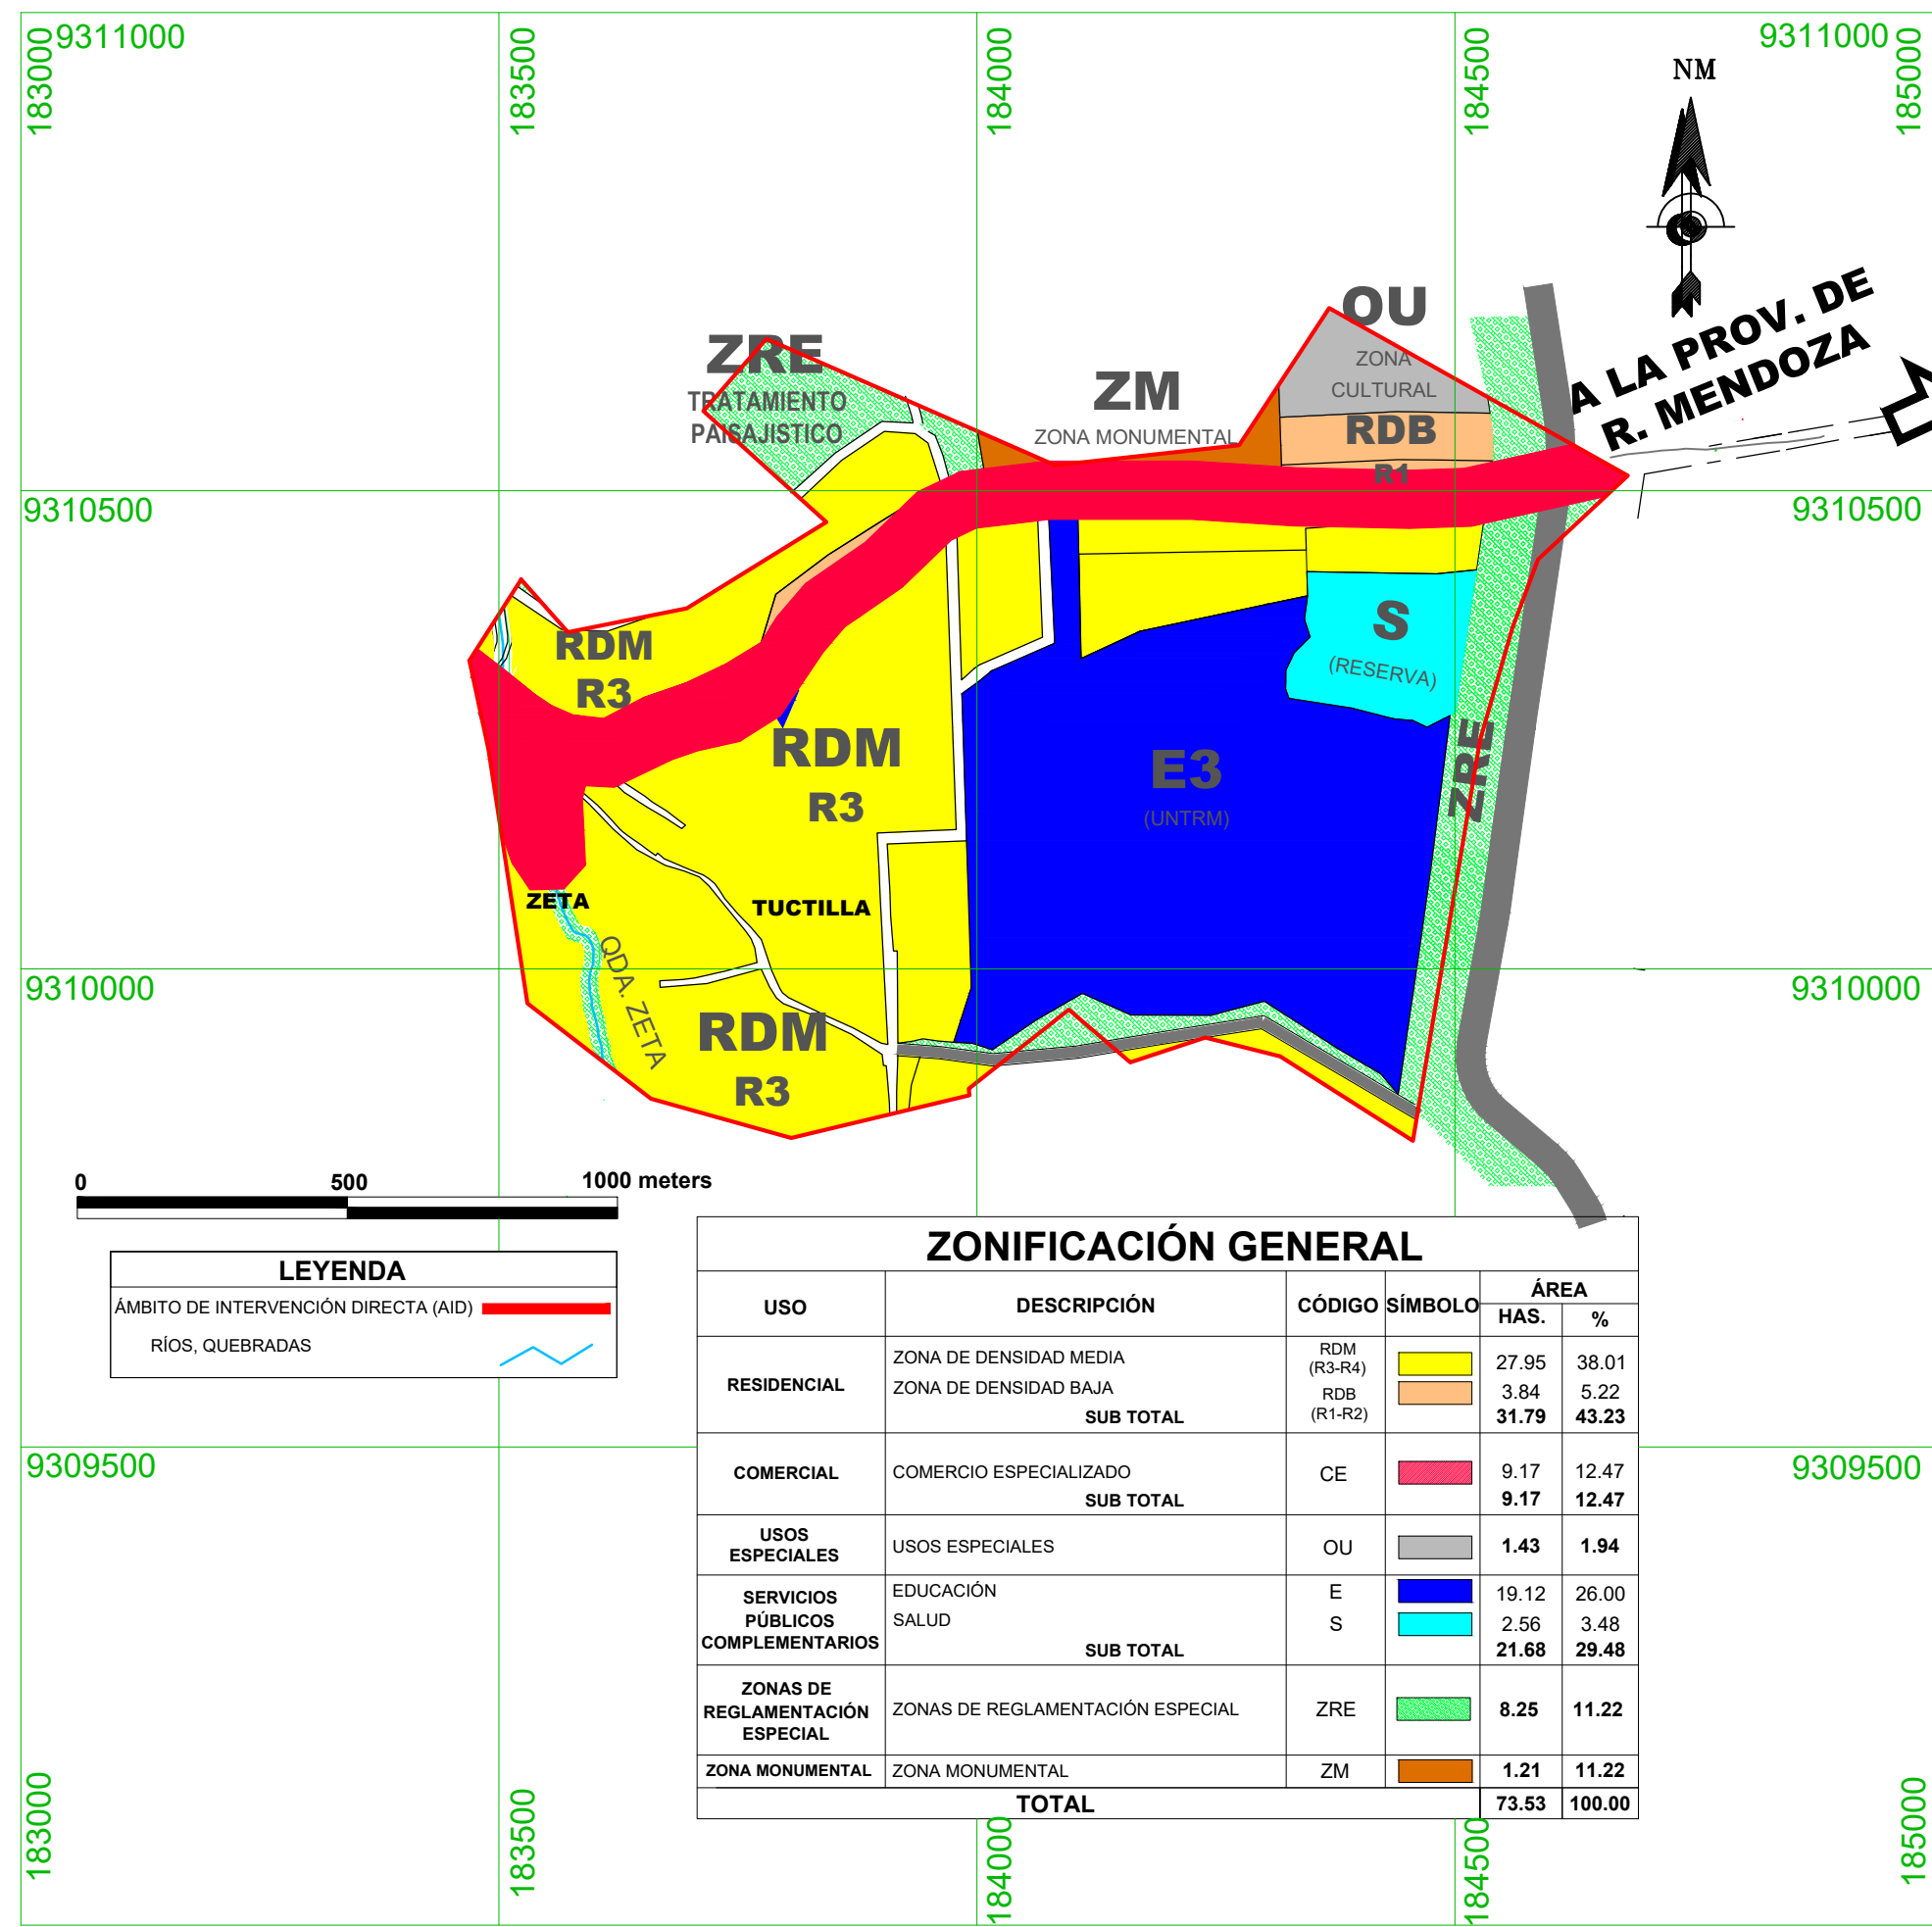 9311000
9311000
183000
183500
184000
184500
185000
NM
A LA PROV. DE
R. MENDOZA
OU
ZONA
CULTURAL
ZRE
TRATAMIENTO
PAISAJISTICO
ZM
ZONA MONUMENTAL
RDB
R1
9310500
9310500
RDM
R3
S
(RESERVA)
RDM
R3
E3
(UNTRM)
ZRE
ZETA
TUCTILLA
QDA. ZETA
9310000
9310000
RDM
R3
0 500 1000 meters
LEYENDA
ÁMBITO DE INTERVENCIÓN DIRECTA (AID)
RÍOS, QUEBRADAS
9309500
9309500
ZONIFICACIÓN GENERAL
USO DESCRIPCIÓN CÓDIGO SÍMBOLO ÁREA
HAS. %
RESIDENCIAL
ZONA DE DENSIDAD MEDIA RDM (R3-R4) 27.95 38.01
ZONA DE DENSIDAD BAJA RDB (R1-R2) 3.84 5.22
SUB TOTAL 31.79 43.23
COMERCIAL COMERCIO ESPECIALIZADO CE 9.17 12.47
SUB TOTAL 9.17 12.47
USOS
ESPECIALES
USOS ESPECIALES OU 1.43 1.94
SERVICIOS
PÚBLICOS
COMPLEMENTARIOS
EDUCACIÓN E 19.12 26.00
SALUD S 2.56 3.48
SUB TOTAL 21.68 29.48
ZONAS DE
REGLAMENTACIÓN
ESPECIAL
ZONAS DE REGLAMENTACIÓN ESPECIAL ZRE 8.25 11.22
ZONA MONUMENTAL ZONA MONUMENTAL ZM 1.21 11.22
TOTAL 73.53 100.00
183000
183500
184000
184500
185000